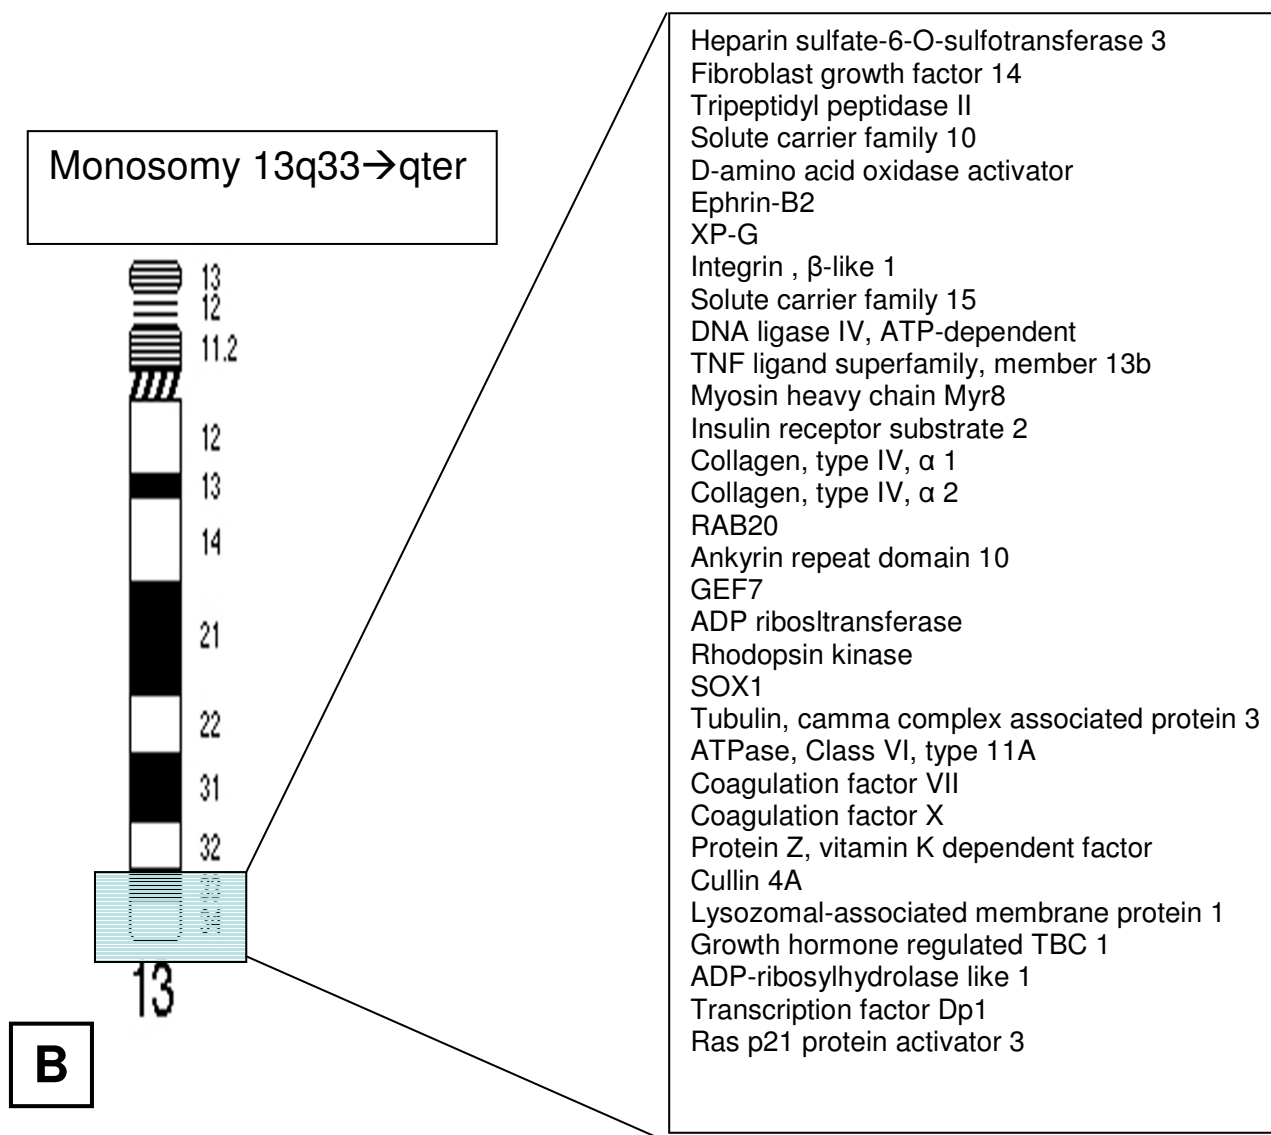 Monosomy 13q33→qter
13
12
11.2
12
13
14
21
22
31
32
33
34
13
B
Heparin sulfate-6-O-sulfotransferase 3
Fibroblast growth factor 14
Tripeptidyl peptidase II
Solute carrier family 10
D-amino acid oxidase activator
Ephrin-B2
XP-G
Integrin , β-like 1
Solute carrier family 15
DNA ligase IV, ATP-dependent
TNF ligand superfamily, member 13b
Myosin heavy chain Myr8
Insulin receptor substrate 2
Collagen, type IV, α 1
Collagen, type IV, α 2
RAB20
Ankyrin repeat domain 10
GEF7
ADP ribosltransferase
Rhodopsin kinase
SOX1
Tubulin, camma complex associated protein 3
ATPase, Class VI, type 11A
Coagulation factor VII
Coagulation factor X
Protein Z, vitamin K dependent factor
Cullin 4A
Lysozomal-associated membrane protein 1
Growth hormone regulated TBC 1
ADP-ribosylhydrolase like 1
Transcription factor Dp1
Ras p21 protein activator 3